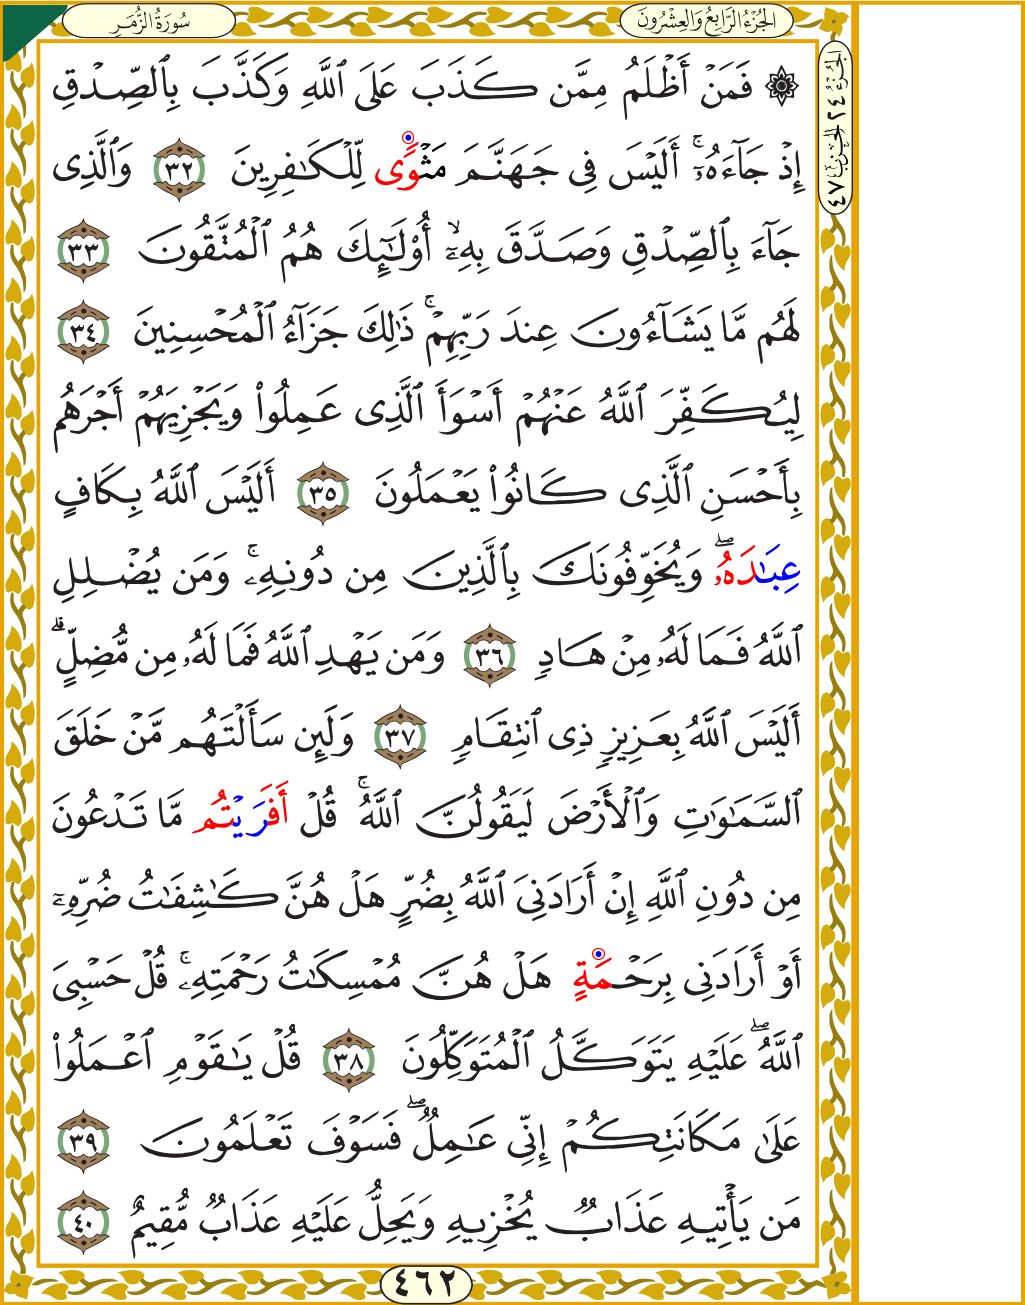 سُورَةُ الزُّمَرِ
الجُزْءُ الرَّابِعُ وَالعِشْرُونَ
الجُزْءُ ٢٤ الحِزْبُ ٤٧
۞ فَمَنْ أَظْلَمُ مِمَّن كَذَبَ عَلَى ٱللَّهِ وَكَذَّبَ بِٱلصِّدْقِ
إِذْ جَآءَهُۥٓ ۚ أَلَيْسَ فِى جَهَنَّمَ مَثْوًى لِّلْكَـٰفِرِينَ ٣٢ وَٱلَّذِى
جَآءَ بِٱلصِّدْقِ وَصَدَّقَ بِهِۦٓ ۙ أُو۟لَـٰٓئِكَ هُمُ ٱلْمُتَّقُونَ ٣٣
لَهُم مَّا يَشَآءُونَ عِندَ رَبِّهِمْ ۚ ذَٰلِكَ جَزَآءُ ٱلْمُحْسِنِينَ ٣٤
لِيُكَفِّرَ ٱللَّهُ عَنْهُمْ أَسْوَأَ ٱلَّذِى عَمِلُوا۟ وَيَجْزِيَهُمْ أَجْرَهُم
بِأَحْسَنِ ٱلَّذِى كَانُوا۟ يَعْمَلُونَ ٣٥ أَلَيْسَ ٱللَّهُ بِكَافٍ
عِبَـٰدَهُۥ ۖ وَيُخَوِّفُونَكَ بِٱلَّذِينَ مِن دُونِهِۦ ۚ وَمَن يُضْلِلِ
ٱللَّهُ فَمَا لَهُۥ مِنْ هَادٍ ٣٦ وَمَن يَهْدِ ٱللَّهُ فَمَا لَهُۥ مِن مُّضِلٍّ ۗ
أَلَيْسَ ٱللَّهُ بِعَزِيزٍ ذِى ٱنتِقَامٍ ٣٧ وَلَئِن سَأَلْتَهُم مَّنْ خَلَقَ
ٱلسَّمَـٰوَٰتِ وَٱلْأَرْضَ لَيَقُولُنَّ ٱللَّهُ ۚ قُلْ أَفَرَيْتُم مَّا تَدْعُونَ
مِن دُونِ ٱللَّهِ إِنْ أَرَادَنِىَ ٱللَّهُ بِضُرٍّ هَلْ هُنَّ كَـٰشِفَـٰتُ ضُرِّهِۦٓ
أَوْ أَرَادَنِى بِرَحْمَةٍ هَلْ هُنَّ مُمْسِكَـٰتُ رَحْمَتِهِۦ ۚ قُلْ حَسْبِىَ
ٱللَّهُ ۖ عَلَيْهِ يَتَوَكَّلُ ٱلْمُتَوَكِّلُونَ ٣٨ قُلْ يَـٰقَوْمِ ٱعْمَلُوا۟
عَلَىٰ مَكَانَتِكُمْ إِنِّى عَـٰمِلٌ ۖ فَسَوْفَ تَعْلَمُونَ ٣٩
مَن يَأْتِيهِ عَذَابٌ يُخْزِيهِ وَيَحِلُّ عَلَيْهِ عَذَابٌ مُّقِيمٌ ٤٠
٤٦٢